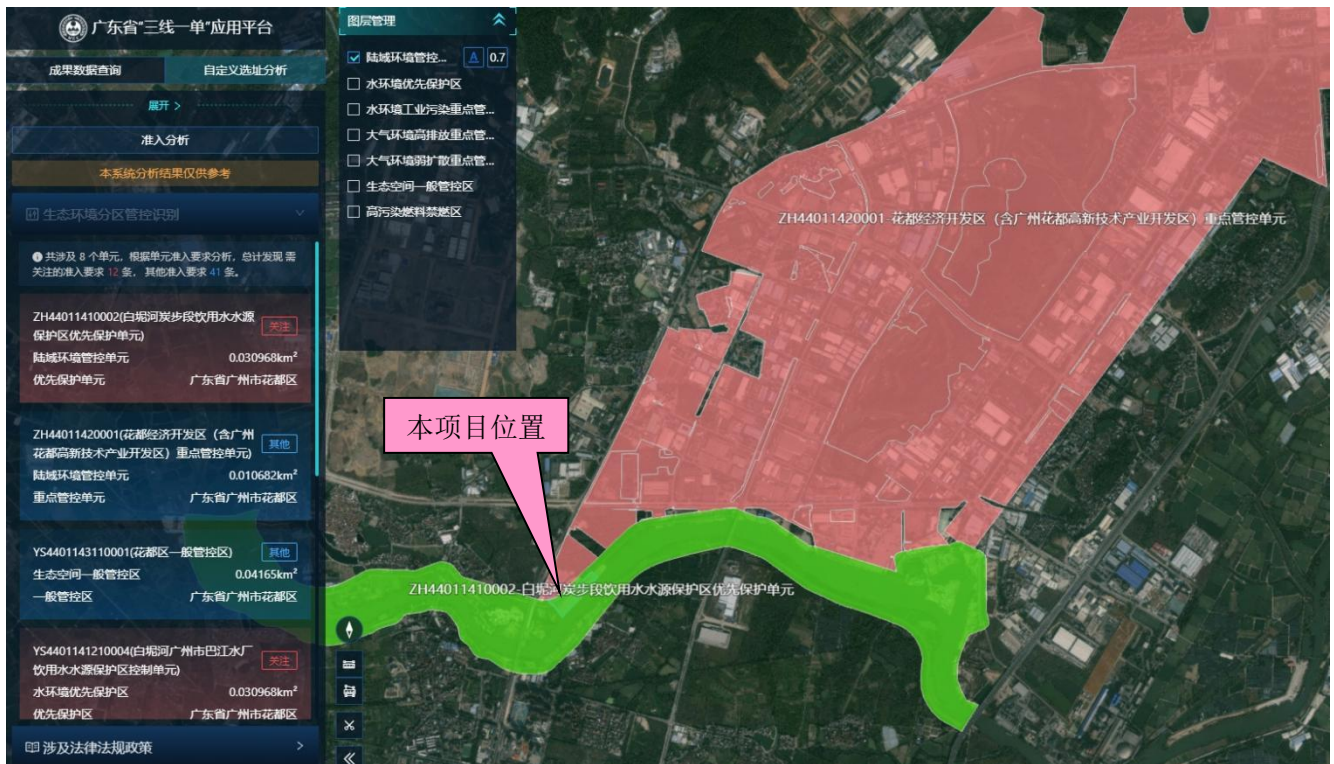 广东省“三线一单”应用平台
成果数据查询
自定义选址分析
展开 >
准入分析
本系统分析结果仅供参考
生态环境分区管控识别
共涉及 8 个单元，根据单元准入要求分析，总计发现需
关注的准入要求 12 条，其他准入要求 41 条。
ZH44011410002(白坭河炭步段饮用水水源
保护区优先保护单元)
关注
陆域环境管控单元
0.030968km²
优先保护单元
广东省广州市花都区
ZH44011420001(花都经济开发区（含广州
花都高新技术产业开发区）重点管控单元)
其他
陆域环境管控单元
0.010682km²
重点管控单元
广东省广州市花都区
YS4401143110001(花都区一般管控区)
其他
生态空间一般管控区
0.04165km²
一般管控区
广东省广州市花都区
YS4401141210004(白坭河广州市巴江水厂
饮用水水源保护区控制单元)
关注
水环境优先保护区
0.030968km²
优先保护区
广东省广州市花都区
涉及法律法规政策
图层管理
陆域环境管控...
A
0.7
水环境优先保护区
水环境工业污染重点管...
大气环境高排放重点管...
大气环境弱扩散重点管...
生态空间一般管控区
高污染燃料禁燃区
ZH44011420001-花都经济开发区（含广州花都高新技术产业开发区）重点管控单元
本项目位置
ZH44011410002-白坭河炭步段饮用水水源保护区优先保护单元